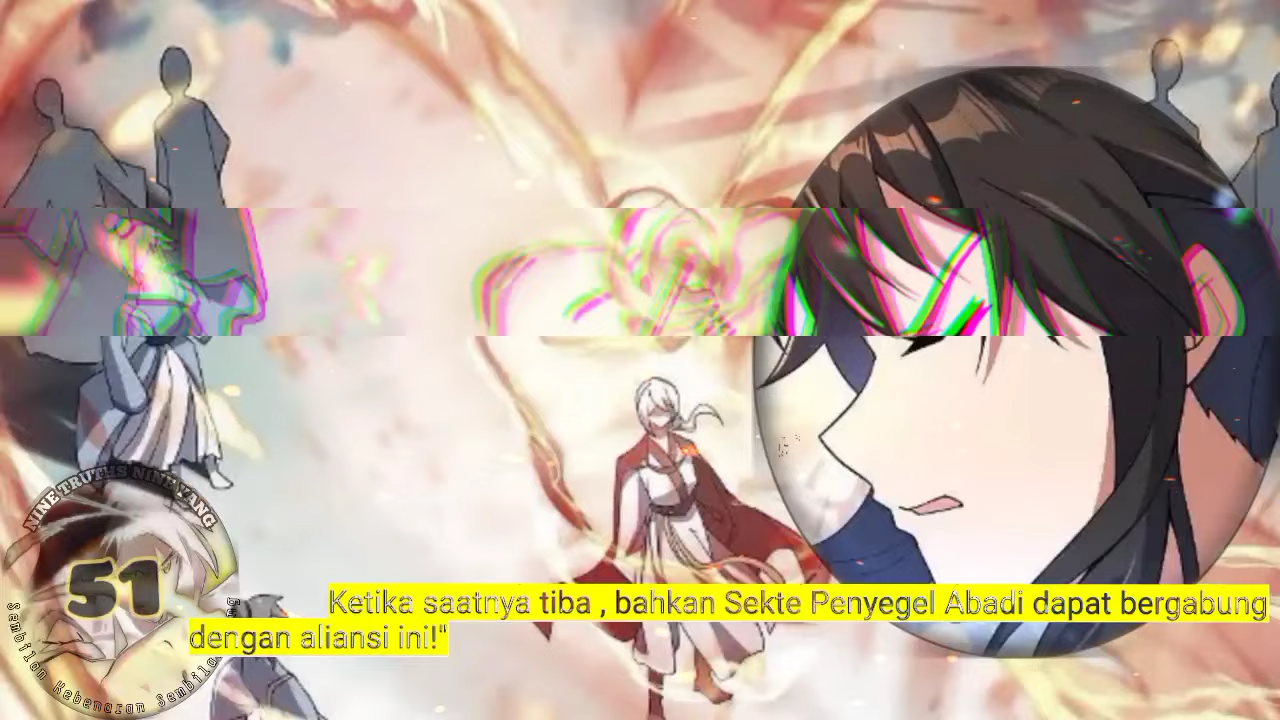 NINE TRUTHS NINE YANG
51
Ketika saatnya tiba , bahkan Sekte Penyegel Abadi dapat bergabung
dengan aliansi ini!"
Sembilan Kebenaran Sembilan